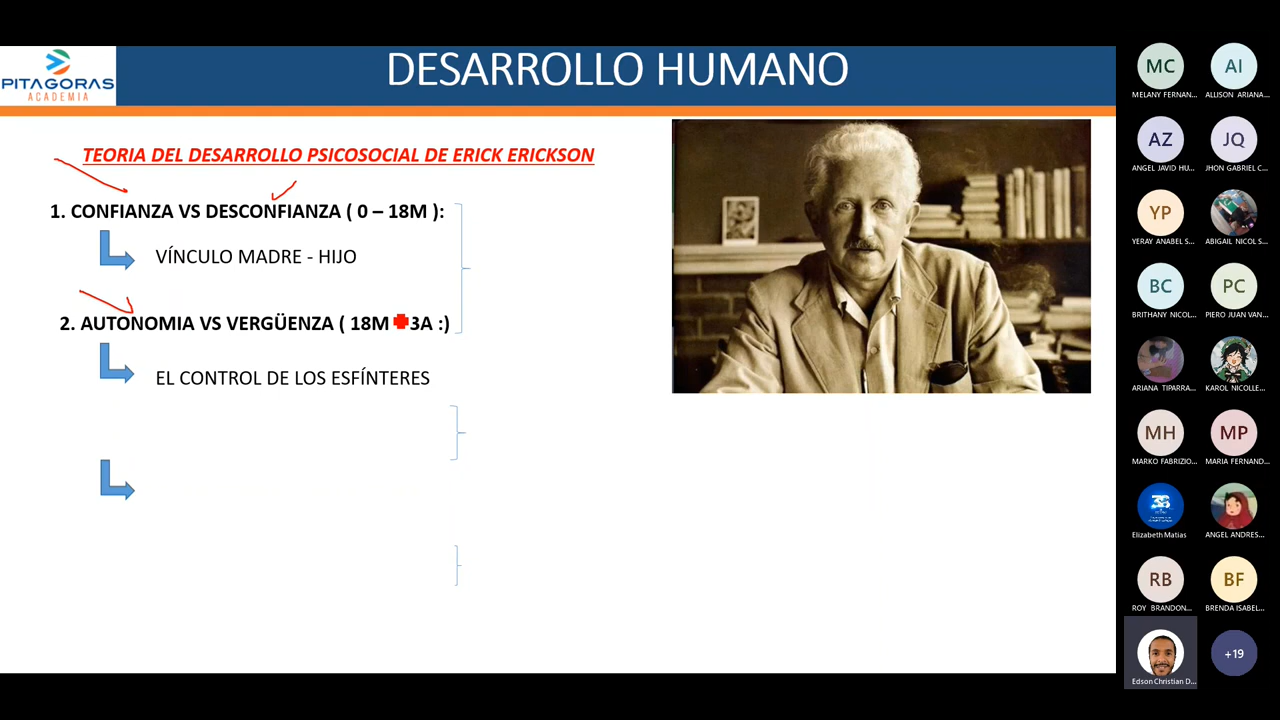 PITAGORAS
ACADEMIA
DESARROLLO HUMANO
TEORIA DEL DESARROLLO PSICOSOCIAL DE ERICK ERICKSON
1. CONFIANZA VS DESCONFIANZA ( 0 – 18M ):
VÍNCULO MADRE - HIJO
2. AUTONOMIA VS VERGÜENZA ( 18M 3A :)
EL CONTROL DE LOS ESFÍNTERES
MC AI
MELANY FERNAN... ALLISON ARIANA...
AZ JQ
ANGEL JAVID HU... JHON GABRIEL C...
YP
YERAY ANABEL S... ABIGAIL NICOL S...
BC PC
BRITHANY NICOL... PIERO JUAN VAN...
ARIANA TIPARRA... KAROL NICOLLE...
MH MP
MARKO FABRIZIO... MARIA FERNAND...
Elizabeth Matias ANGEL ANDRES...
RB BF
ROY BRANDON... BRENDA ISABEL...
+19
Edson Christian D...